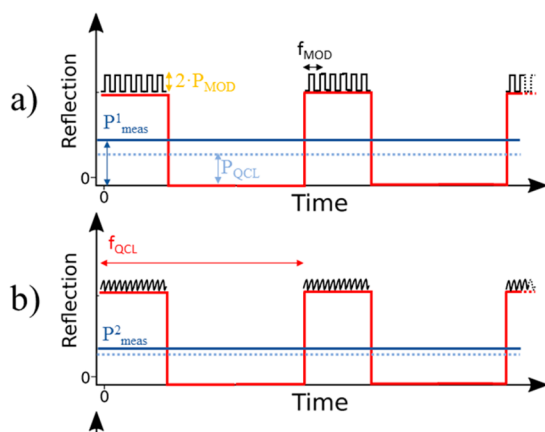 a)
Reflection
2·P_MOD
f_MOD
P^1_meas
P_QCL
0
0
Time
b)
Reflection
f_QCL
P^2_meas
0
0
Time